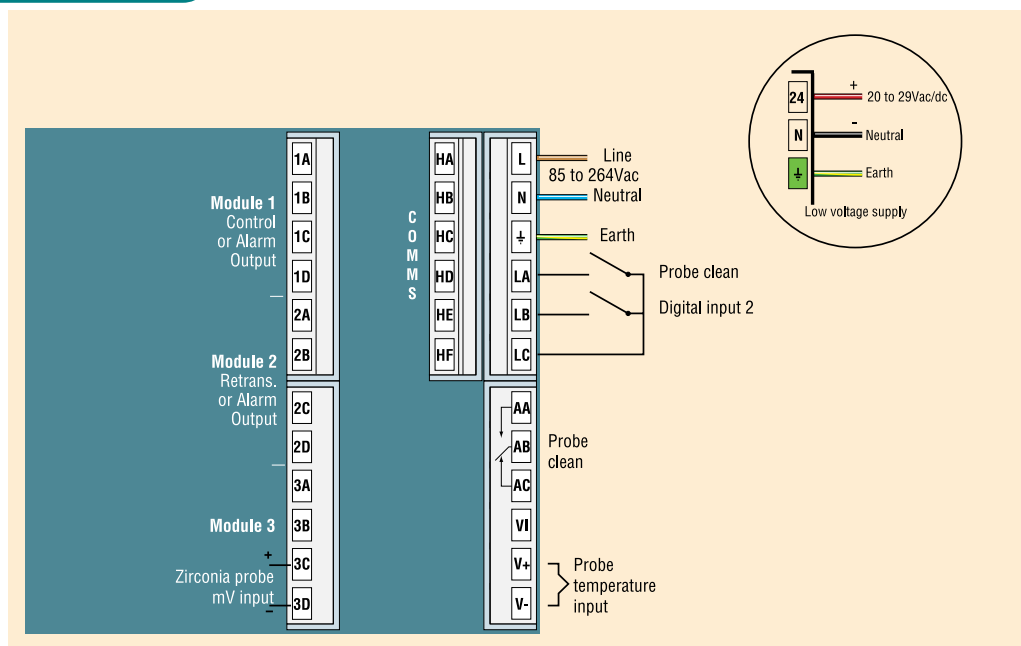 Module 1
Control
or Alarm
Output
Module 2
Retrans.
or Alarm
Output
Module 3
+
Zirconia probe
mV input
–
1A
1B
1C
1D
2A
2B
2C
2D
3A
3B
3C
3D
COMMS
HA
HB
HC
HD
HE
HF
L
N
LA
LB
LC
AA
AB
AC
VI
V+
V-
Line
85 to 264Vac
Neutral
Earth
Probe clean
Digital input 2
Probe
clean
Probe
temperature
input
24
N
+
20 to 29Vac/dc
-
Neutral
Earth
Low voltage supply